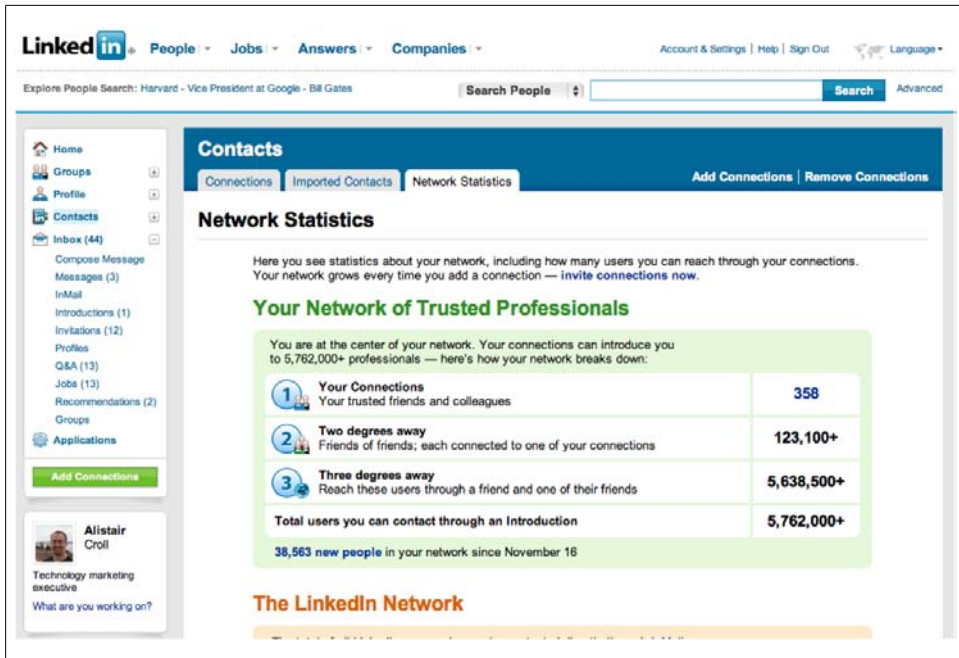 Linked in ® People Jobs Answers Companies Account & Settings | Help | Sign Out Language
Explore People Search: Harvard - Vice President at Google - Bill Gates Search People Search Advanced
Home
Groups
Profile
Contacts
Inbox (44)
Compose Message
Messages (3)
InMail
Introductions (1)
Invitations (12)
Profiles
Q&A (13)
Jobs (13)
Recommendations (2)
Groups
Applications
Add Connections
Alistair
Croll
Technology marketing
executive
What are you working on?
Contacts
Connections Imported Contacts Network Statistics Add Connections | Remove Connections
Network Statistics
Here you see statistics about your network, including how many users you can reach through your connections.
Your network grows every time you add a connection — invite connections now.
Your Network of Trusted Professionals
You are at the center of your network. Your connections can introduce you
to 5,762,000+ professionals — here's how your network breaks down:
1 Your Connections
Your trusted friends and colleagues
358
2 Two degrees away
Friends of friends; each connected to one of your connections
123,100+
3 Three degrees away
Reach these users through a friend and one of their friends
5,638,500+
Total users you can contact through an Introduction 5,762,000+
38,563 new people in your network since November 16
The LinkedIn Network